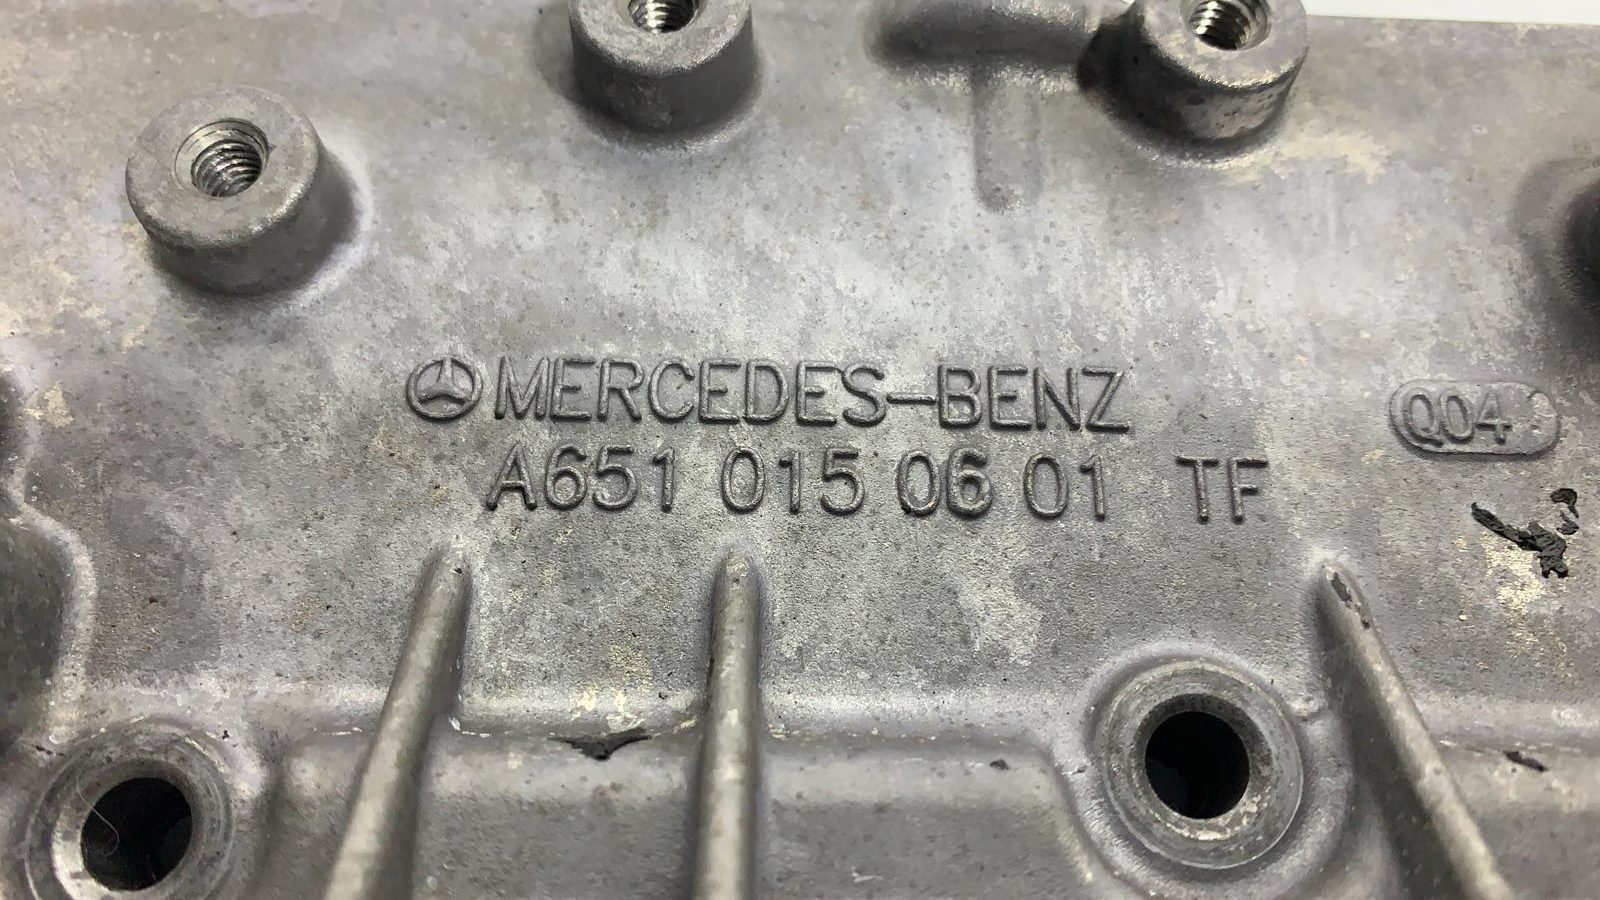 MERCEDES-BENZ
A651 015 06 01 TF
Q04